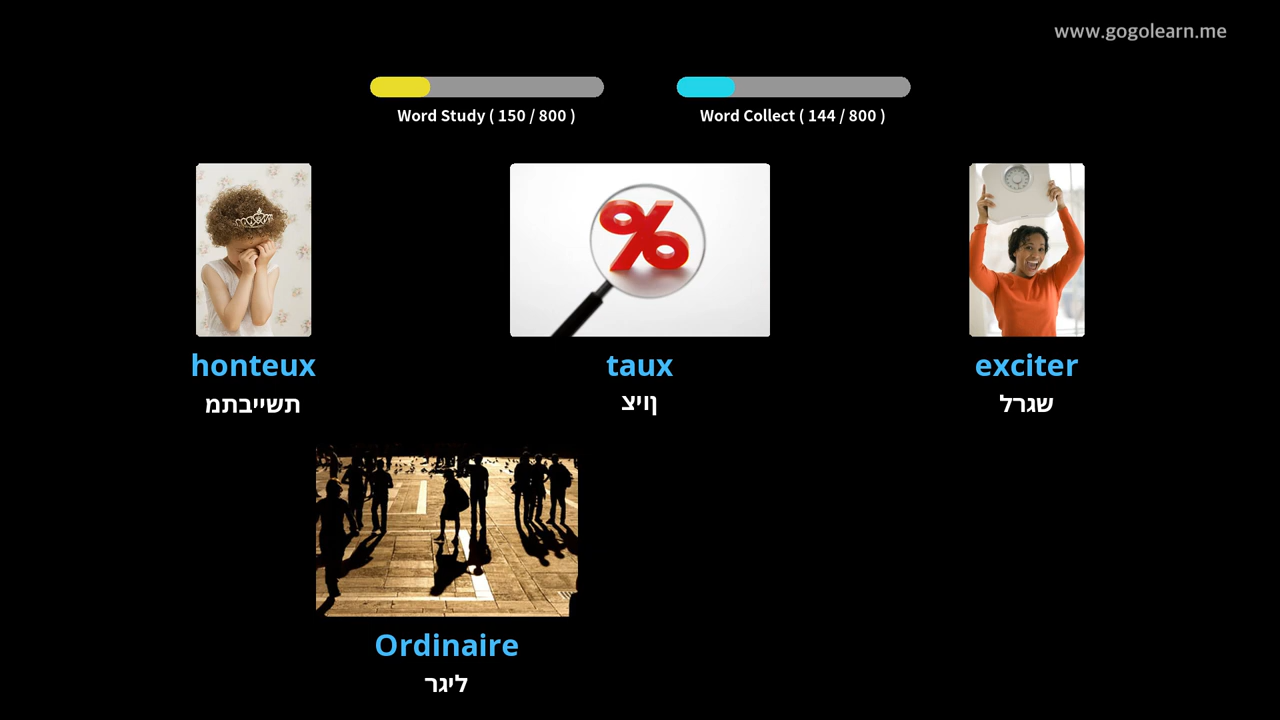 www.gogolearn.me
Word Study ( 150 / 800 )
Word Collect ( 144 / 800 )
honteux
תשייבתמ
taux
ןויצ
exciter
שגרל
Ordinaire
ליגר